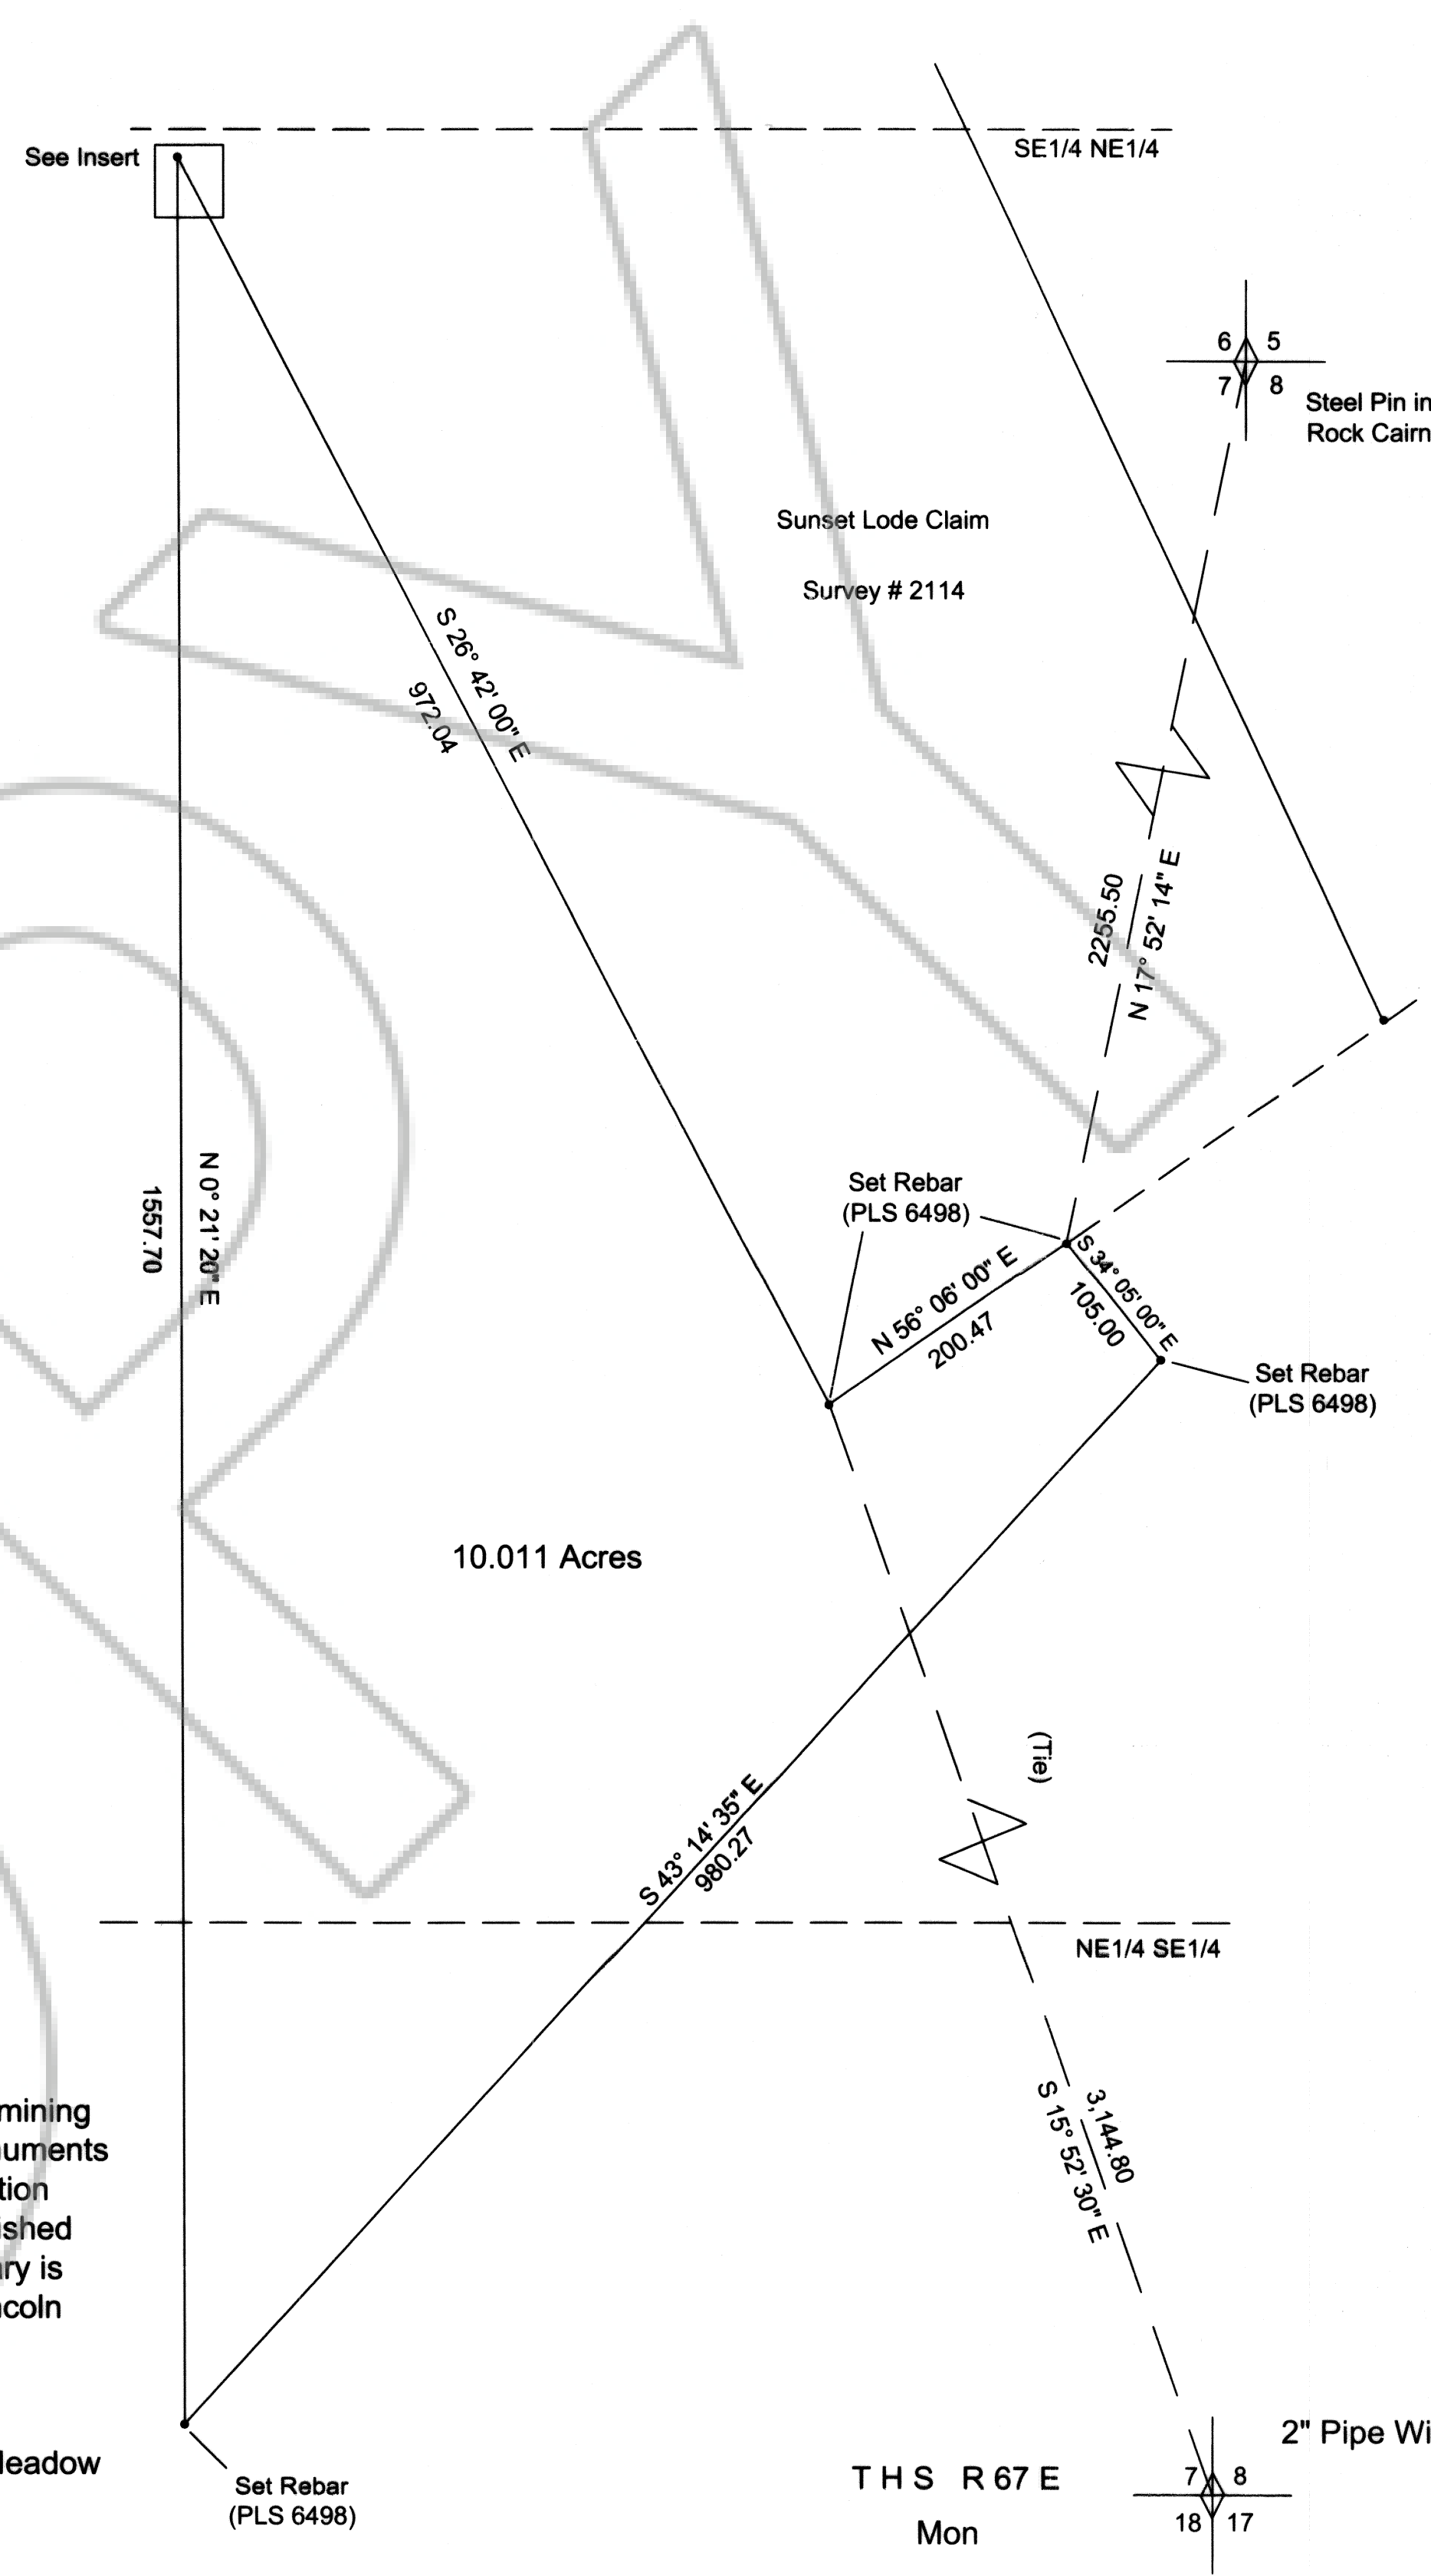 See Insert
SE1/4 NE1/4
6 5
7 8
Steel Pin in
Rock Cairn
Sunset Lode Claim
Survey # 2114
S 26° 42' 00" E
972.04
2255.50
N 17° 52' 14" E
N 0° 21' 20" E
1557.70
Set Rebar
(PLS 6498)
N 56° 06' 00" E
200.47
S 34° 05' 00" E
105.00
Set Rebar
(PLS 6498)
10.011 Acres
(Tie)
S 43° 14' 35" E
980.27
NE1/4 SE1/4
3,144.80
S 15° 52' 30" E
mining
uments
tion
ished
ary is
coln
leadow
Set Rebar
(PLS 6498)
T H S R 67 E
Mon
7 8
18 17
2" Pipe Wi